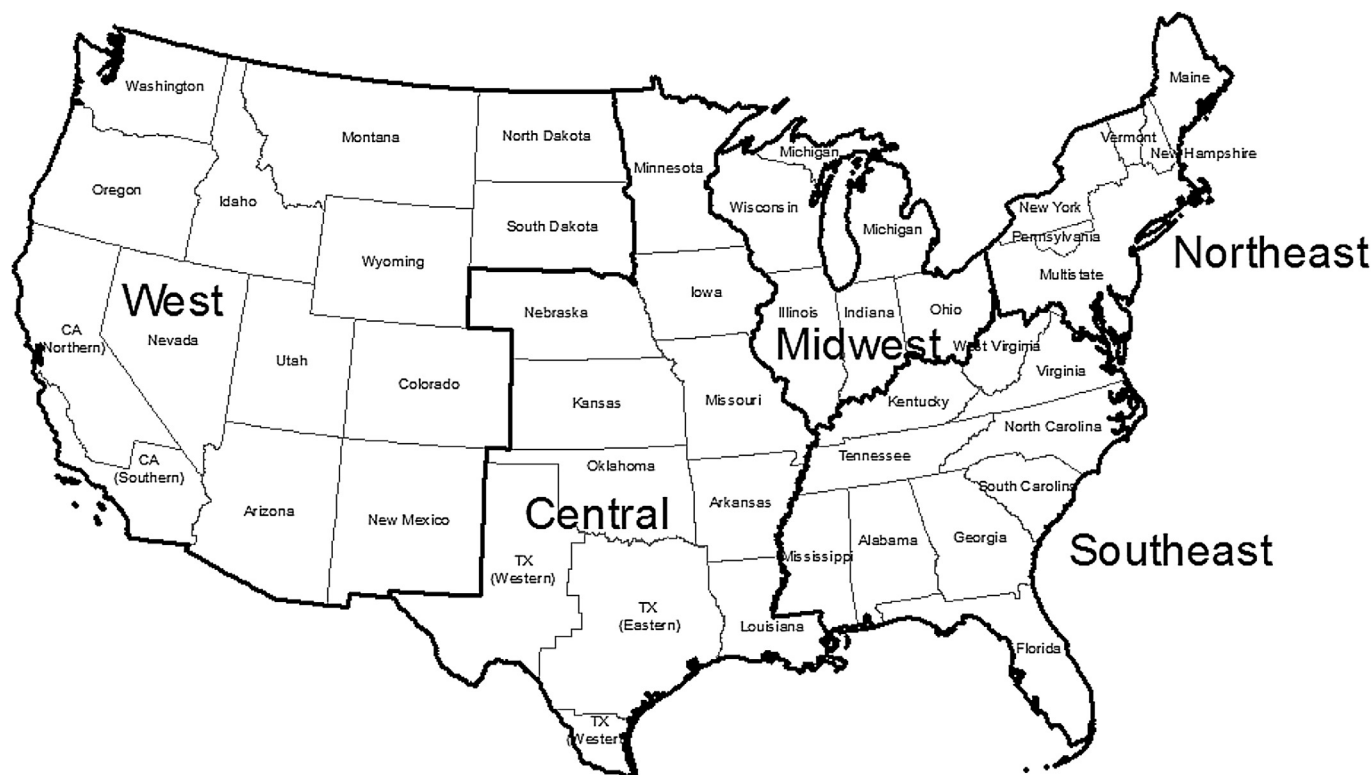 Maine
Washington
North Dakota
Montana
Vermont
Michigan
New Hampshire
Minnesota
Oregon
Idaho
Wisconsin
New York
South Dakota
Michigan
Pennsylvania
Northeast
Wyoming
Multistate
Iowa
West
Nebraska
Illinois
Indiana
Ohio
CA
(Northern)
Nevada
Midwest
West Virginia
Utah
Colorado
Virginia
Kansas
Missouri
Kentucky
North Carolina
Tennessee
CA
(Southern)
Oklahoma
South Carolina
Arkansas
Arizona
New Mexico
Central
Georgia
Alabama
Mississippi
Southeast
TX
(Western)
TX
(Eastern)
Louisiana
Florida
TX
(Western